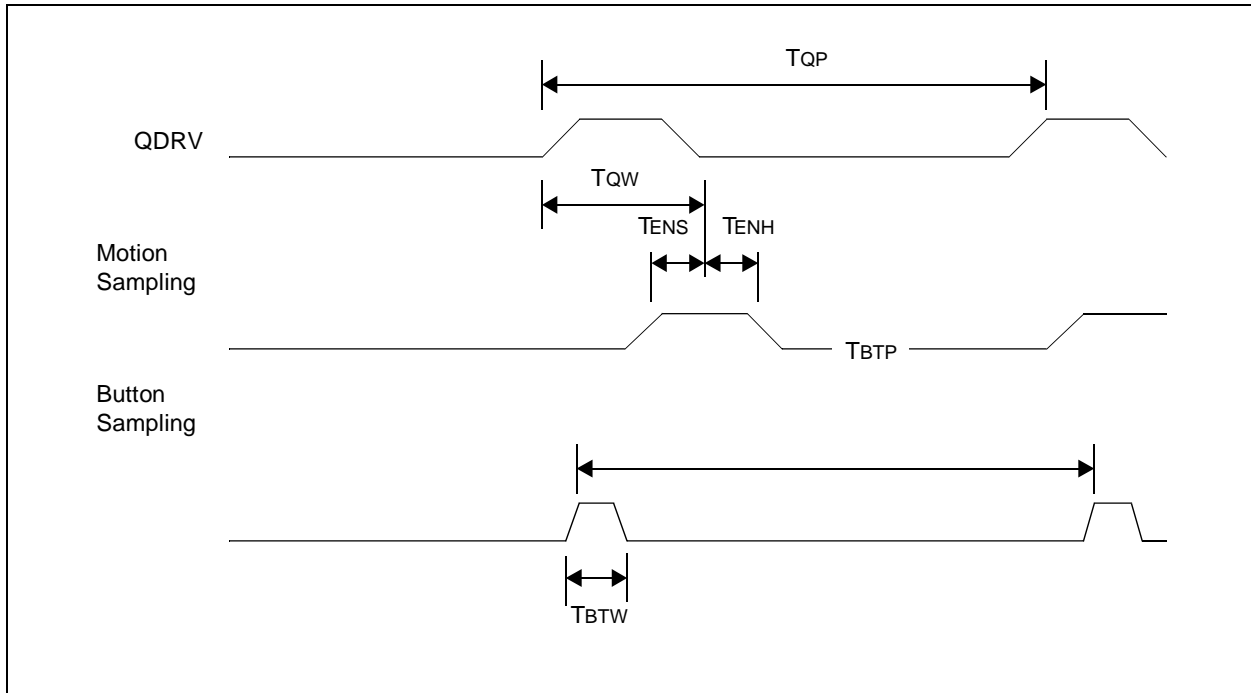 TQP
QDRV
TQW
TENS TENH
Motion
Sampling
TBTP
Button
Sampling
TBTW